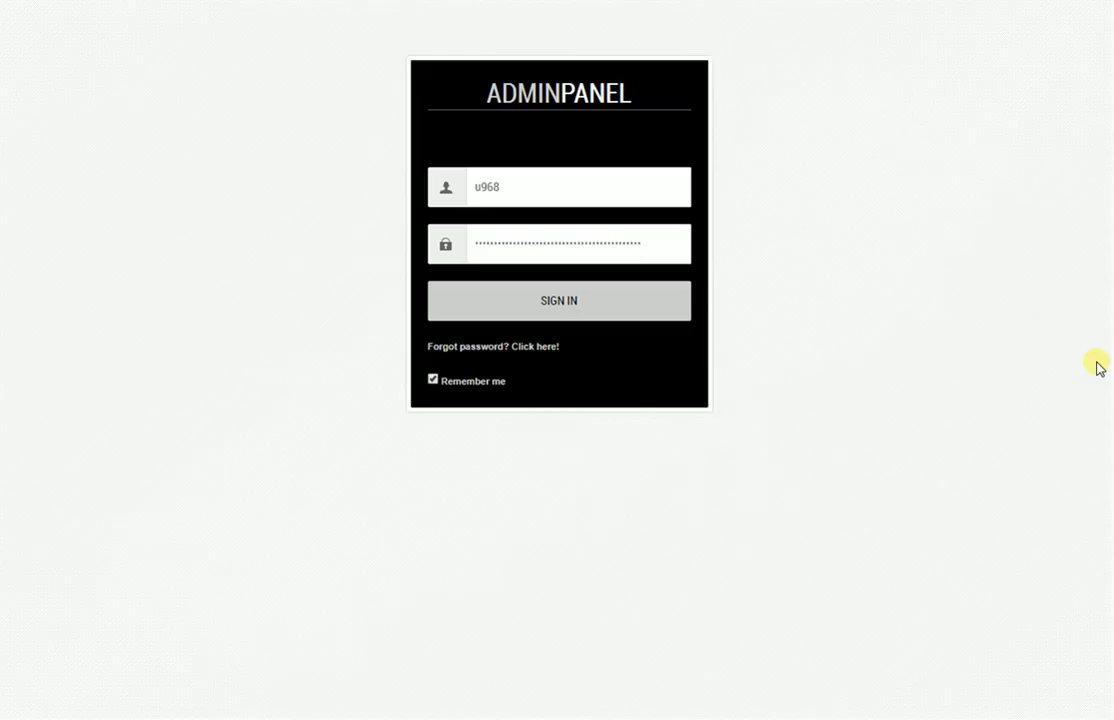 ADMINPANEL
u968
SIGN IN
Forgot password? Click here!
Remember me